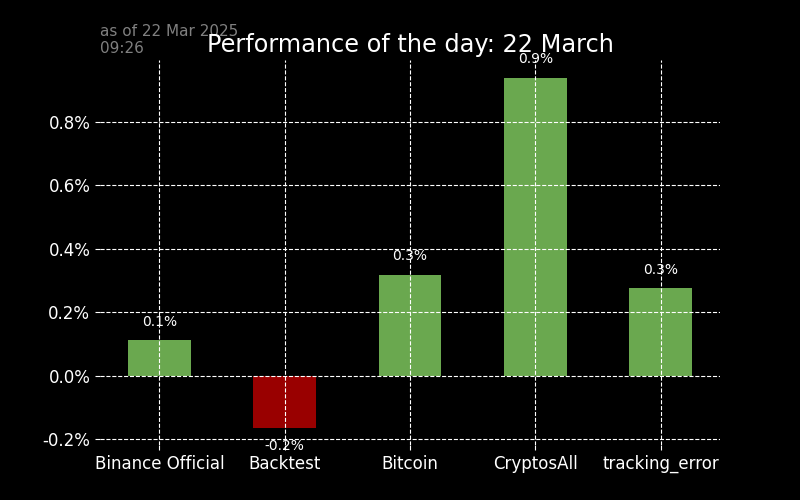 as of 22 Mar 2025
09:26
Performance of the day: 22 March
0.9%
0.8%
0.6%
0.4%
0.3%
0.3%
0.2%
0.1%
0.0%
-0.2%
-0.2%
Binance Official
Backtest
Bitcoin
CryptosAll
tracking_error